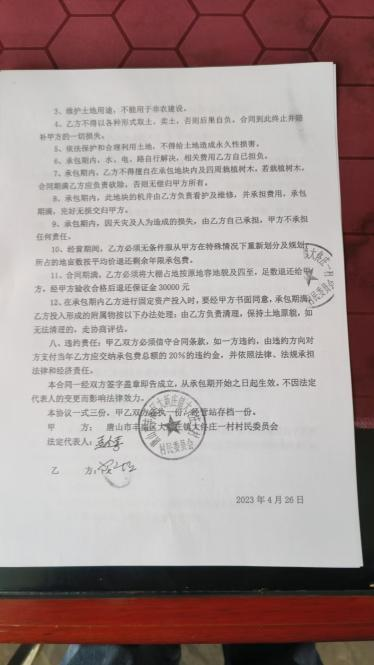 3、维护土地用途，不能用于非农建设。
4、乙方不得以各种形式取土、卖土，否则后果自负，合同到此终止并赔
补甲方的一切损失。
5、依法保护和合理利用土地，不得给土地造成永久性损害。
6、承包期内，水、电、路自行解决，相关费用乙方自己担负。
7、承包期内，乙方不得擅自在承包地块内及四周栽植树木，若栽植树木，
合同期满乙方应负责砍除，否则无偿归甲方所有。
8、承包期内，此地块的机井由乙方负责看护及维修，并承担费用，承包
期满，完好无损交归甲方。
9、承包期内，因天灾及人为造成的损失，由乙方自己承担，甲方不承担
任何责任。
10、经营期间，乙方必须无条件服从甲方在特殊情况下重新划分及规划，
所占的地亩数按平均价退还剩余年限承包费。
11、合同期满，乙方必须将大棚占地按原地容地貌及四至，足数退还给甲
方，经甲方验收合格后退还保证金 30000 元
12、在承包期内乙方进行固定资产投入时，要经甲方书面同意，承包期满，
乙方投入形成的附属物按以下办法处理：由乙方负责清理，保持土地原貌，如
无法清理的，走协商评估。
八、违约责任：甲乙双方必须信守合同条款，如一方违约，由违约方向对
方支付当年乙方应交纳承包费总额的 20%的违约金，并依照法律、法规承担
法律和经济责任。
本合同一经双方签字盖章即告成立，从承包期开始之日起生效，不因法定
代表人的变更而影响法律效力。
本协议一式三份，甲乙双方各执一份，经营站存档一份。
甲 方： 唐山市丰南区大新庄镇大佟庄一村村民委员会
法定代表人：
乙 方：
2023 年 4 月 26 日